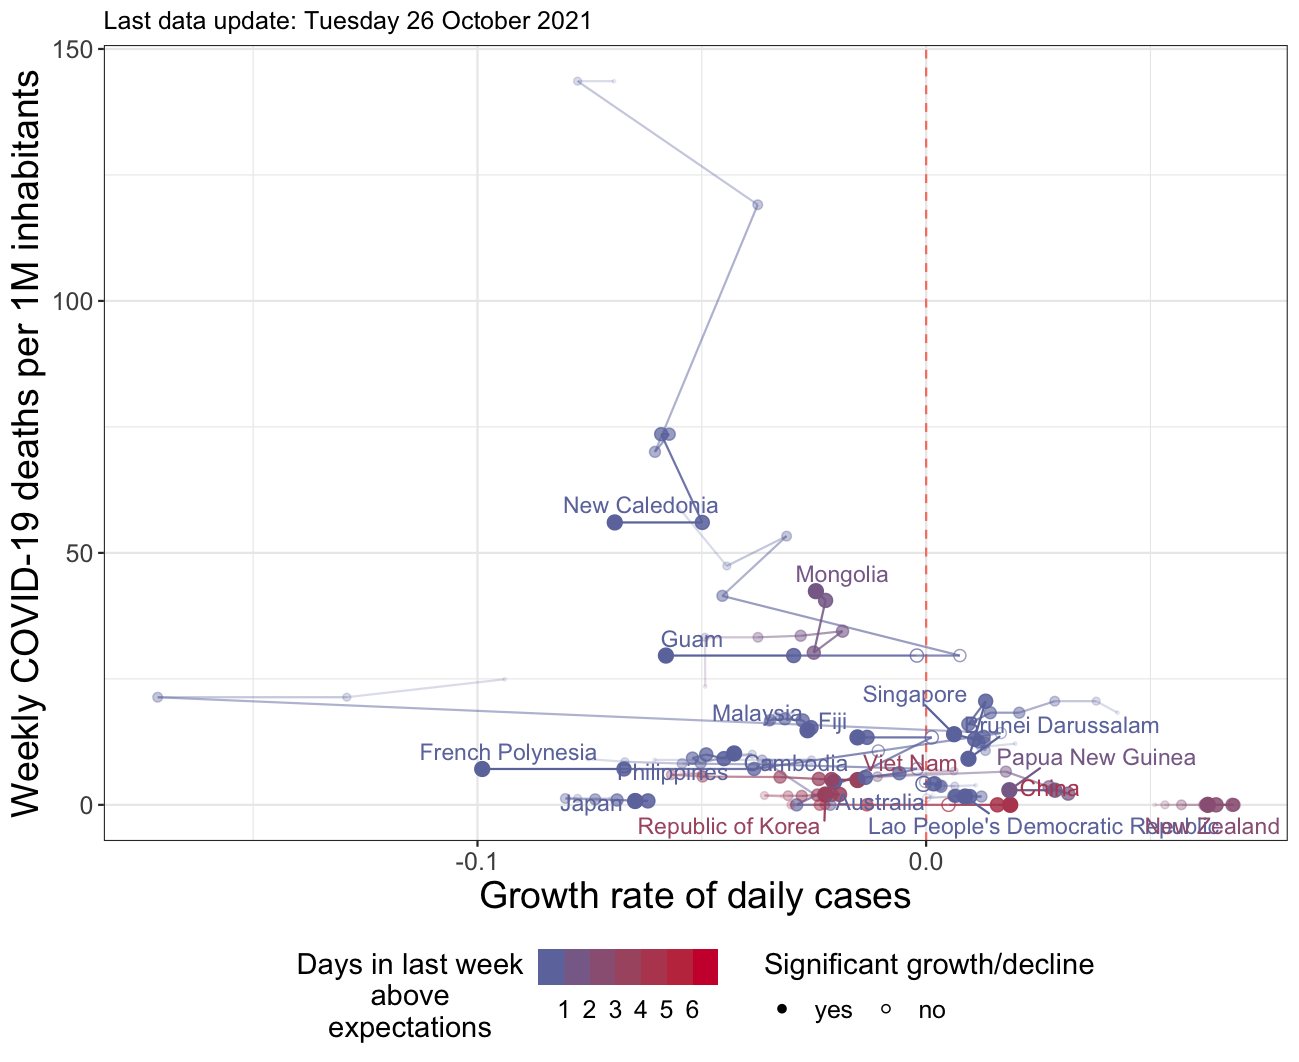 Last data update: Tuesday 26 October 2021
Weekly COVID-19 deaths per 1M inhabitants
150
100
50
0
New Caledonia
Mongolia
Guam
Singapore
Malaysia
Fiji
Brunei Darussalam
French Polynesia
Philippines
Cambodia
Viet Nam
Papua New Guinea
Japan
Australia
China
Republic of Korea
Lao People's Democratic Republic
New Zealand
-0.1
0.0
Growth rate of daily cases
Days in last week
above
expectations
1 2 3 4 5 6
Significant growth/decline
yes
no